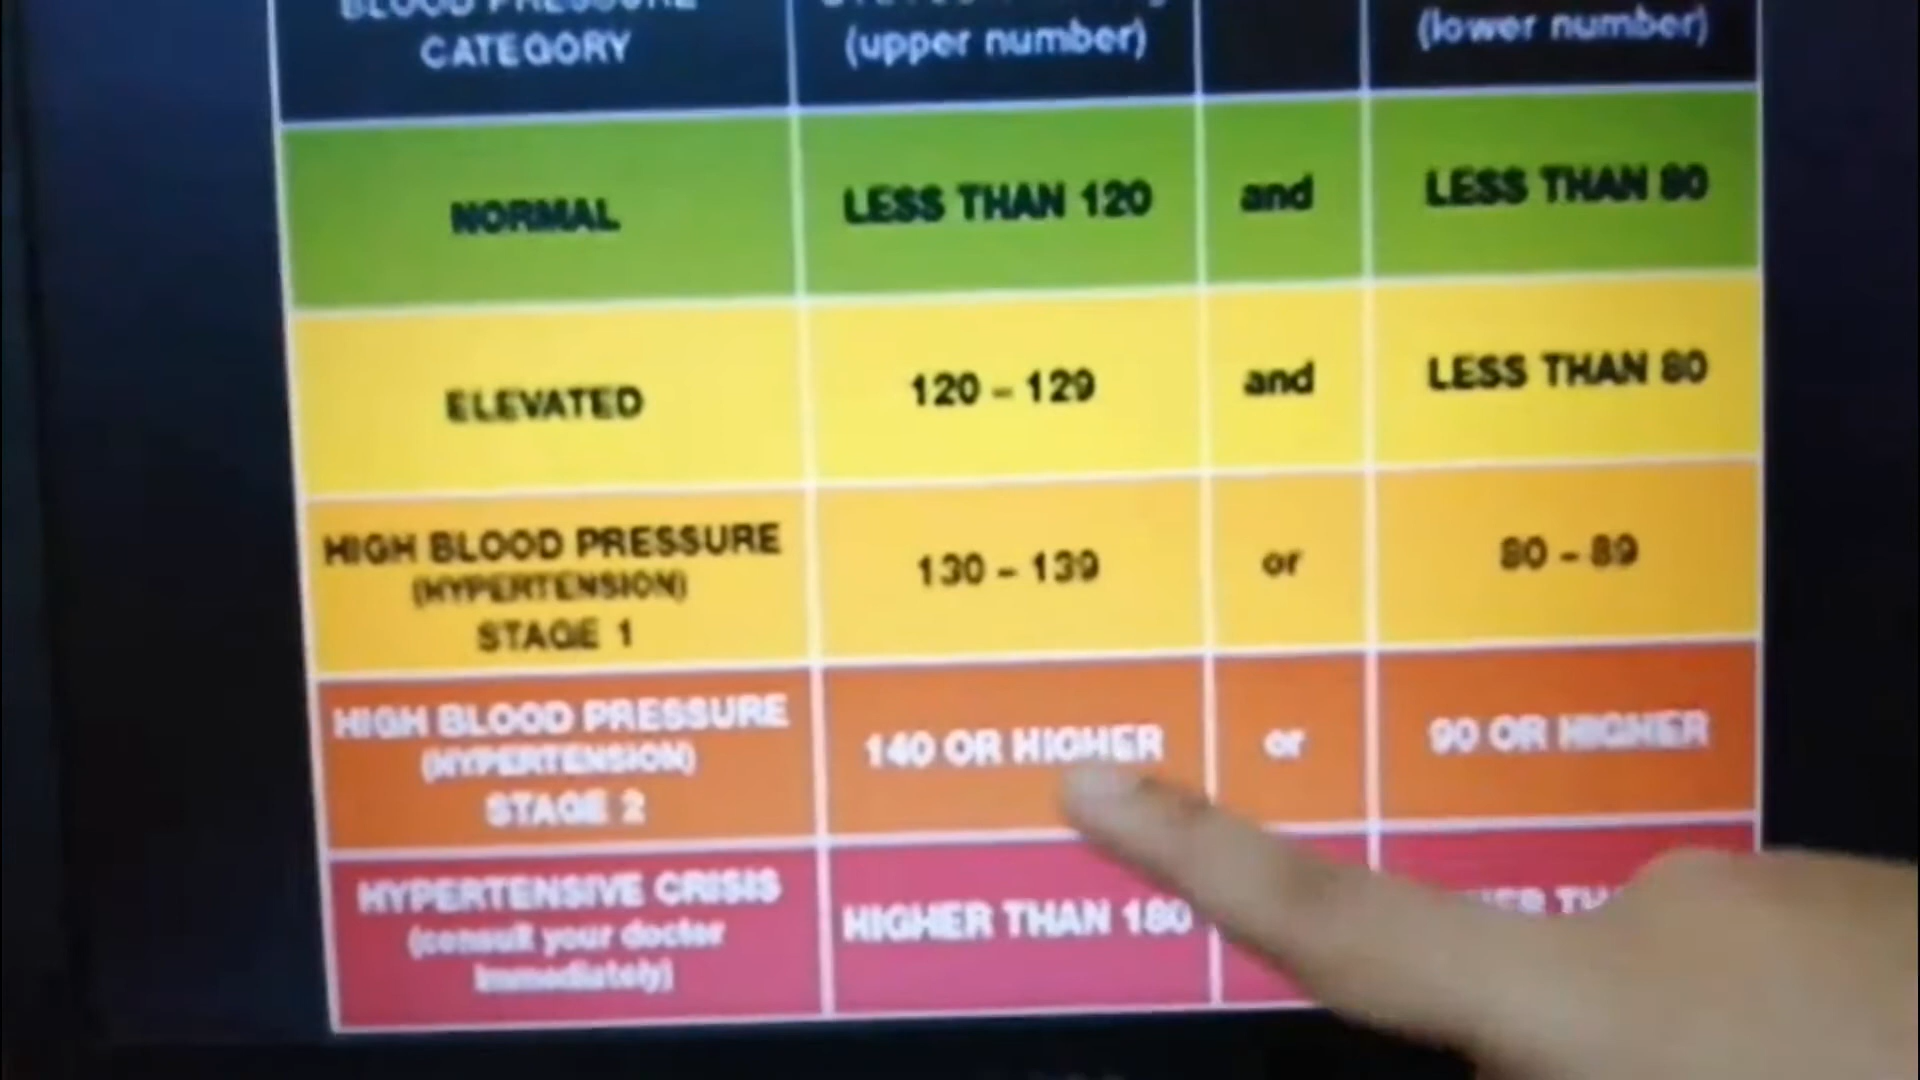 BLOOD PRESSURE
CATEGORY
(upper number)
(lower number)
NORMAL
LESS THAN 120
and
LESS THAN 80
ELEVATED
120 – 129
and
LESS THAN 80
HIGH BLOOD PRESSURE
(HYPERTENSION)
STAGE 1
130 – 139
or
80 – 89
HIGH BLOOD PRESSURE
(HYPERTENSION)
STAGE 2
140 OR HIGHER
or
90 OR HIGHER
HYPERTENSIVE CRISIS
(consult your doctor
immediately)
HIGHER THAN 180